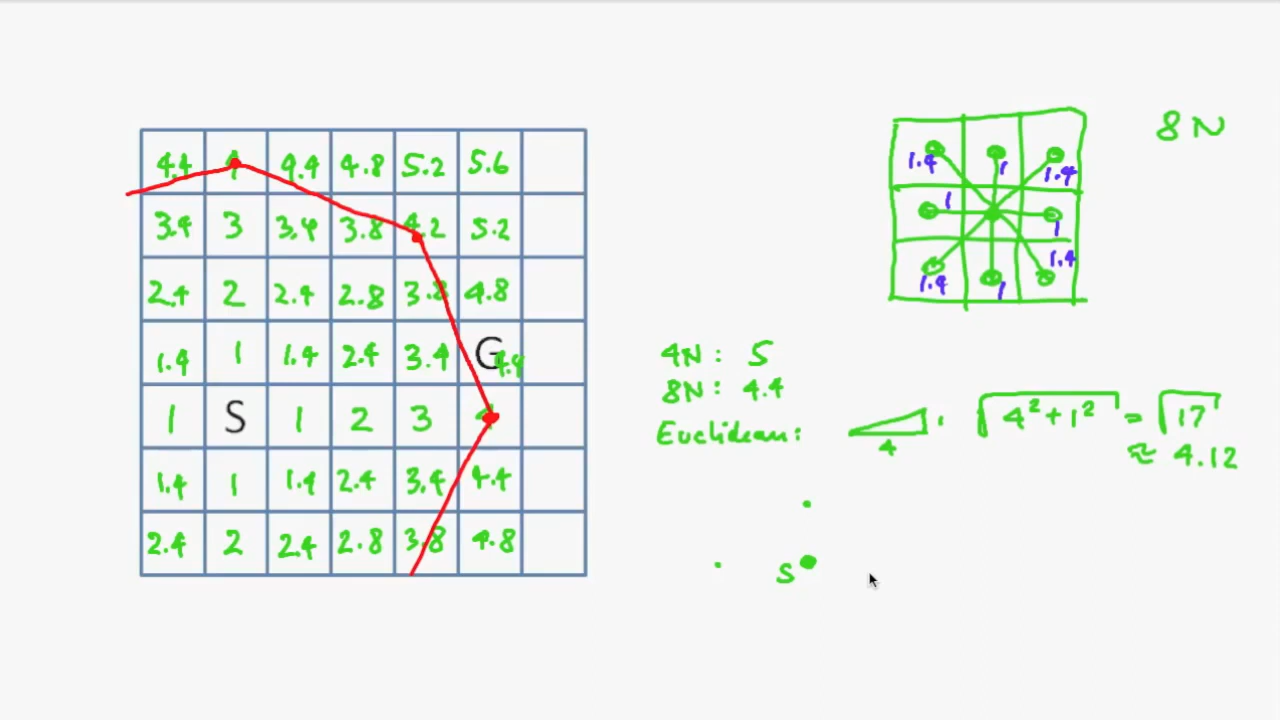 4.4 4 4.4 4.8 5.2 5.6
3.4 3 3.4 3.8 4.2 5.2
2.4 2 2.4 2.8 3.8 4.8
1.4 1 1.4 2.4 3.4 G 4.4
1 S 1 2 3 4
1.4 1 1.4 2.4 3.4 4.4
2.4 2 2.4 2.8 3.8 4.8
8N
1.4 1 1.4
1 1
1.4 1 1.4
4N : 5
8N : 4.4
Euclidean : 4 1 √4²+1² = √17
≈ 4.12
S